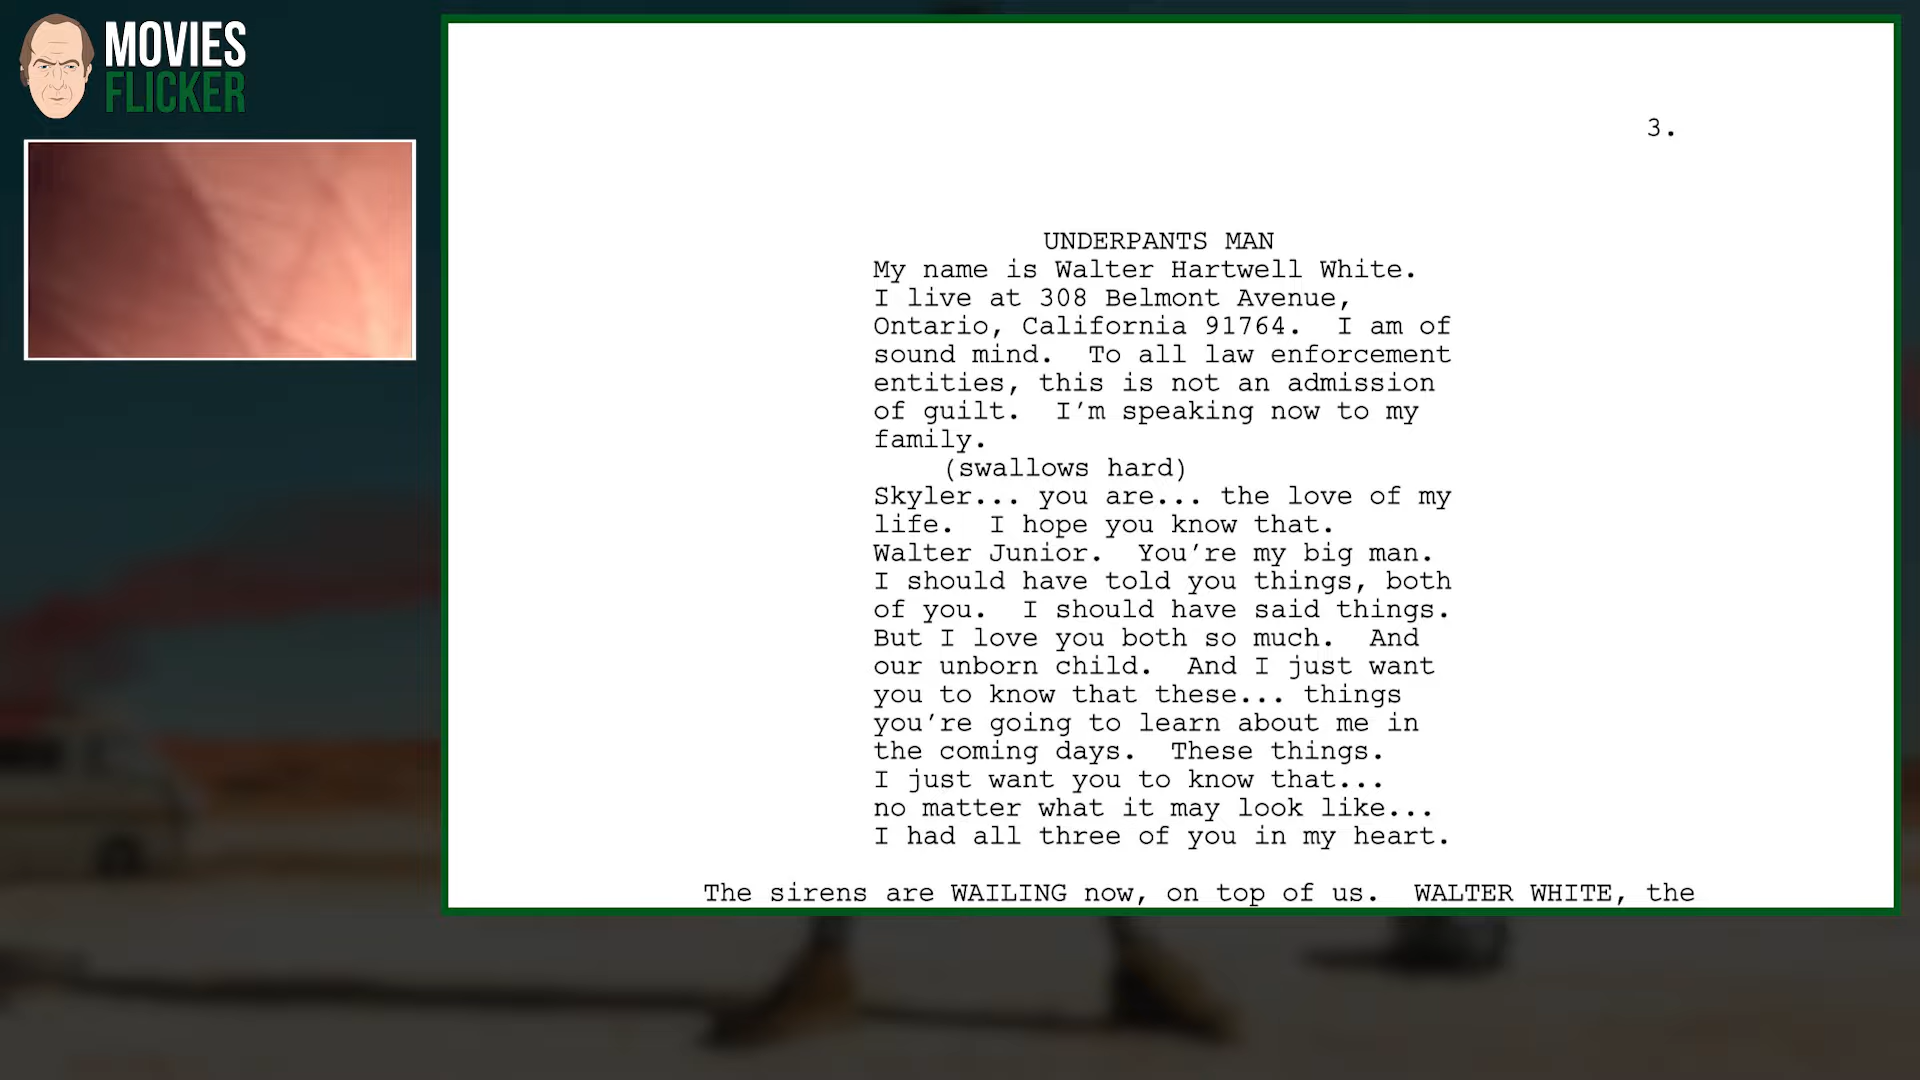 MOVIES
FLICKER
3.
UNDERPANTS MAN
My name is Walter Hartwell White.
I live at 308 Belmont Avenue,
Ontario, California 91764. I am of
sound mind. To all law enforcement
entities, this is not an admission
of guilt. I'm speaking now to my
family.
(swallows hard)
Skyler... you are... the love of my
life. I hope you know that.
Walter Junior. You're my big man.
I should have told you things, both
of you. I should have said things.
But I love you both so much. And
our unborn child. And I just want
you to know that these... things
you're going to learn about me in
the coming days. These things.
I just want you to know that...
no matter what it may look like...
I had all three of you in my heart.
The sirens are WAILING now, on top of us. WALTER WHITE, the